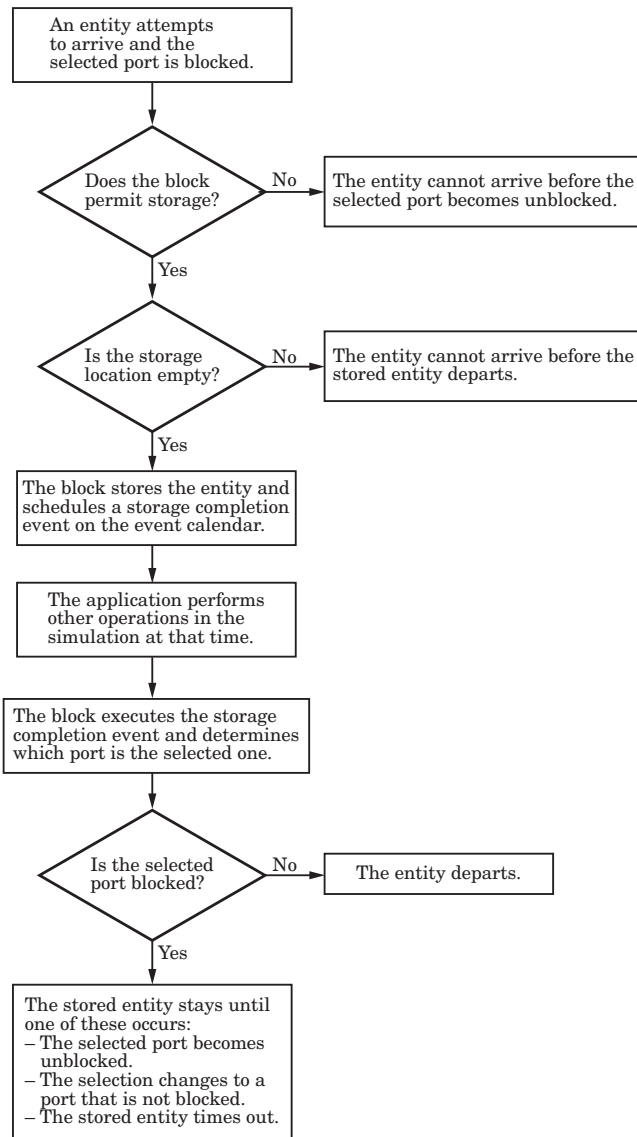 An entity attempts
to arrive and the
selected port is blocked.
Does the block
permit storage?
No
The entity cannot arrive before the
selected port becomes unblocked.
Yes
Is the storage
location empty?
No
The entity cannot arrive before the
stored entity departs.
Yes
The block stores the entity and
schedules a storage completion
event on the event calendar.
The application performs
other operations in the
simulation at that time.
The block executes the storage
completion event and determines
which port is the selected one.
Is the selected
port blocked?
No
The entity departs.
Yes
The stored entity stays until
one of these occurs:
– The selected port becomes
unblocked.
– The selection changes to a
port that is not blocked.
– The stored entity times out.